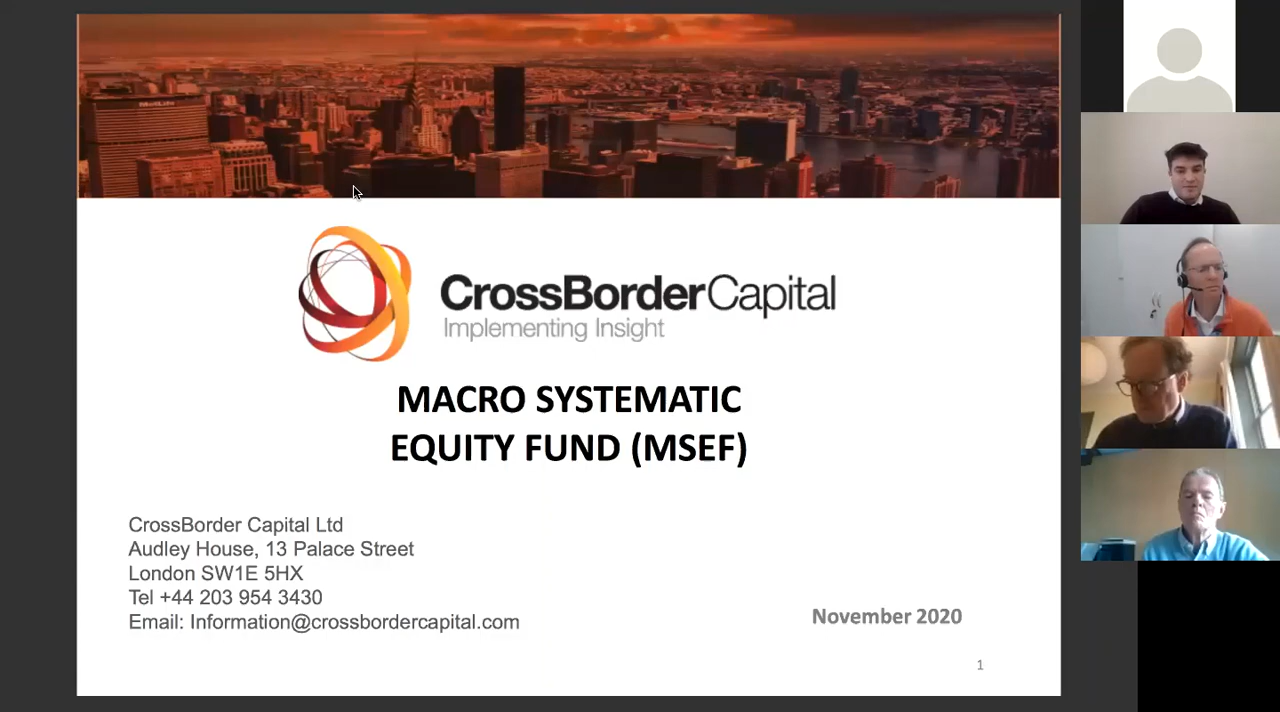 MetLife
CrossBorderCapital
Implementing Insight
MACRO SYSTEMATIC
EQUITY FUND (MSEF)
CrossBorder Capital Ltd
Audley House, 13 Palace Street
London SW1E 5HX
Tel +44 203 954 3430
Email: Information@crossbordercapital.com
November 2020
1